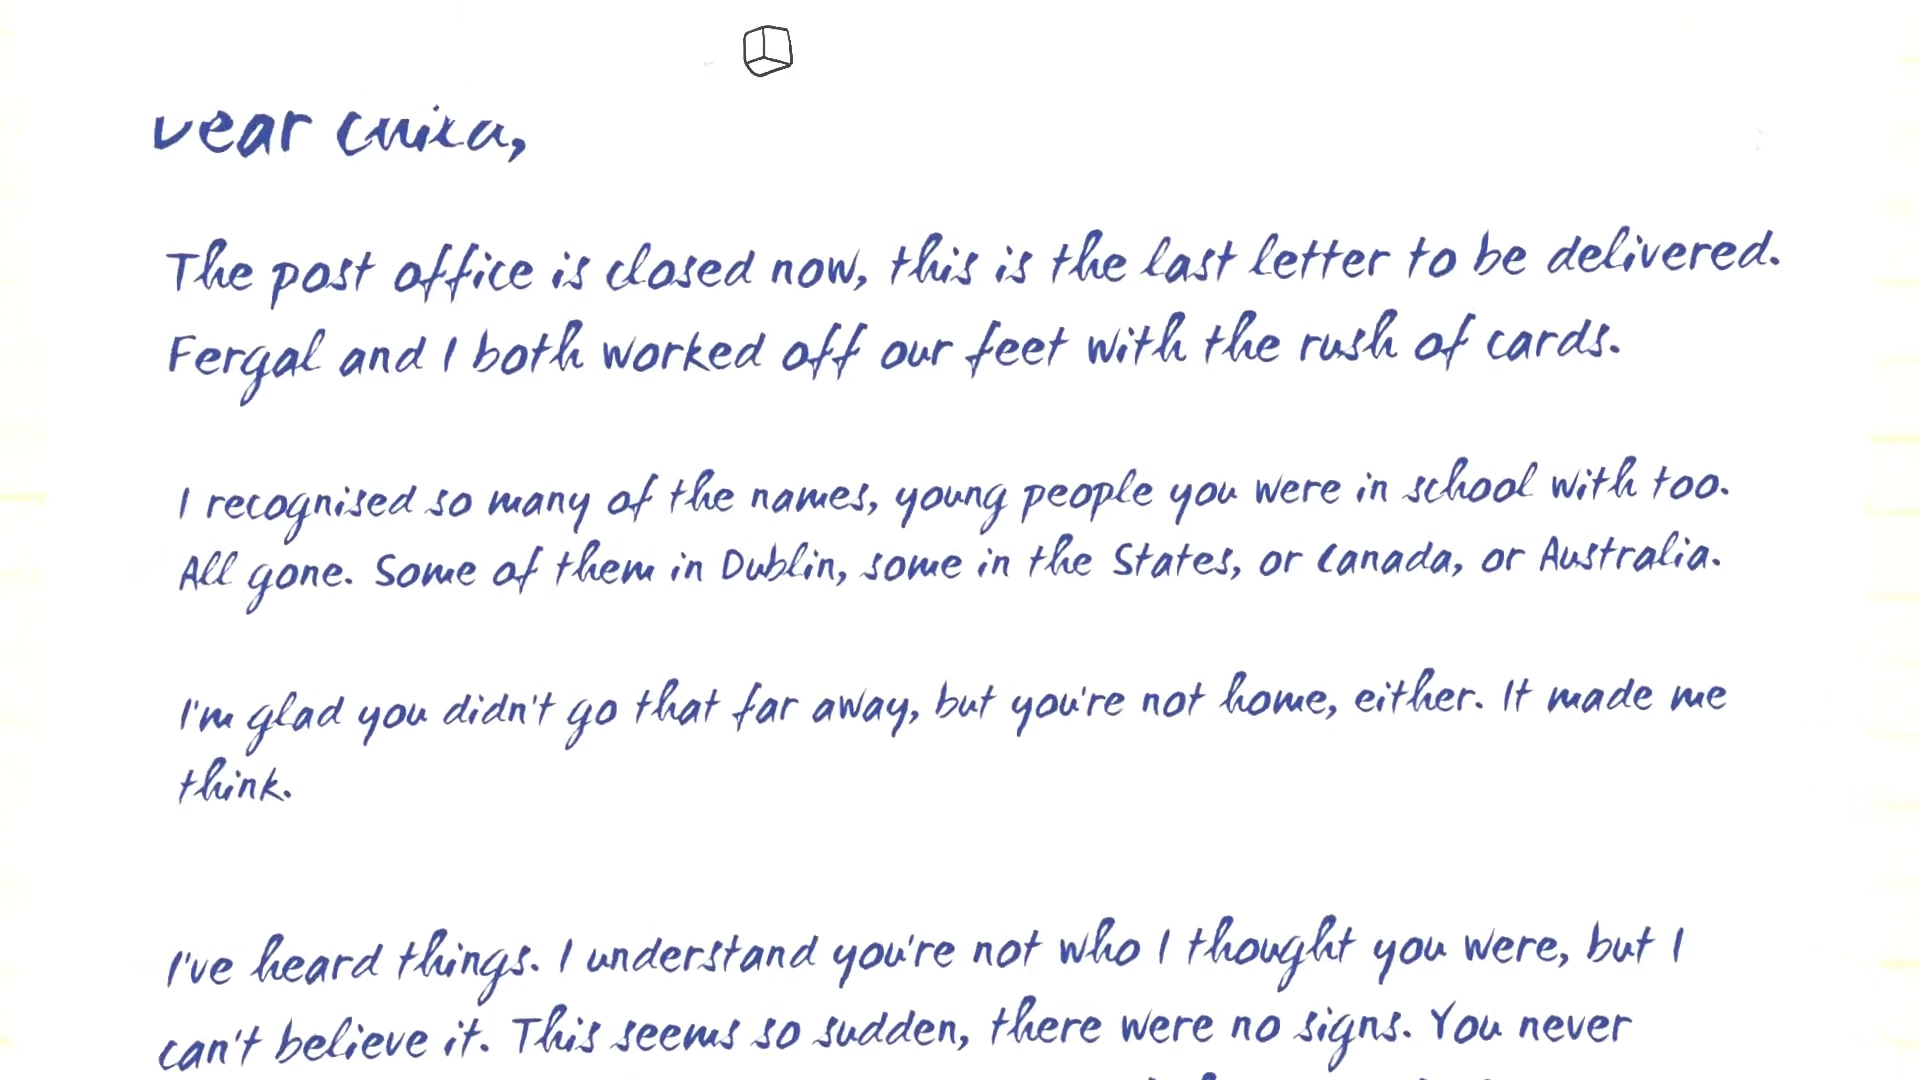 The post office is closed now, this is the last letter to be delivered.
Fergal and I both worked off our feet with the rush of cards.
I recognised so many of the names, young people you were in school with too.
All gone. Some of them in Dublin, some in the States, or Canada, or Australia.
I'm glad you didn't go that far away, but you're not home, either. It made me
think.
I've heard things. I understand you're not who I thought you were, but I
can't believe it. This seems so sudden, there were no signs. You never